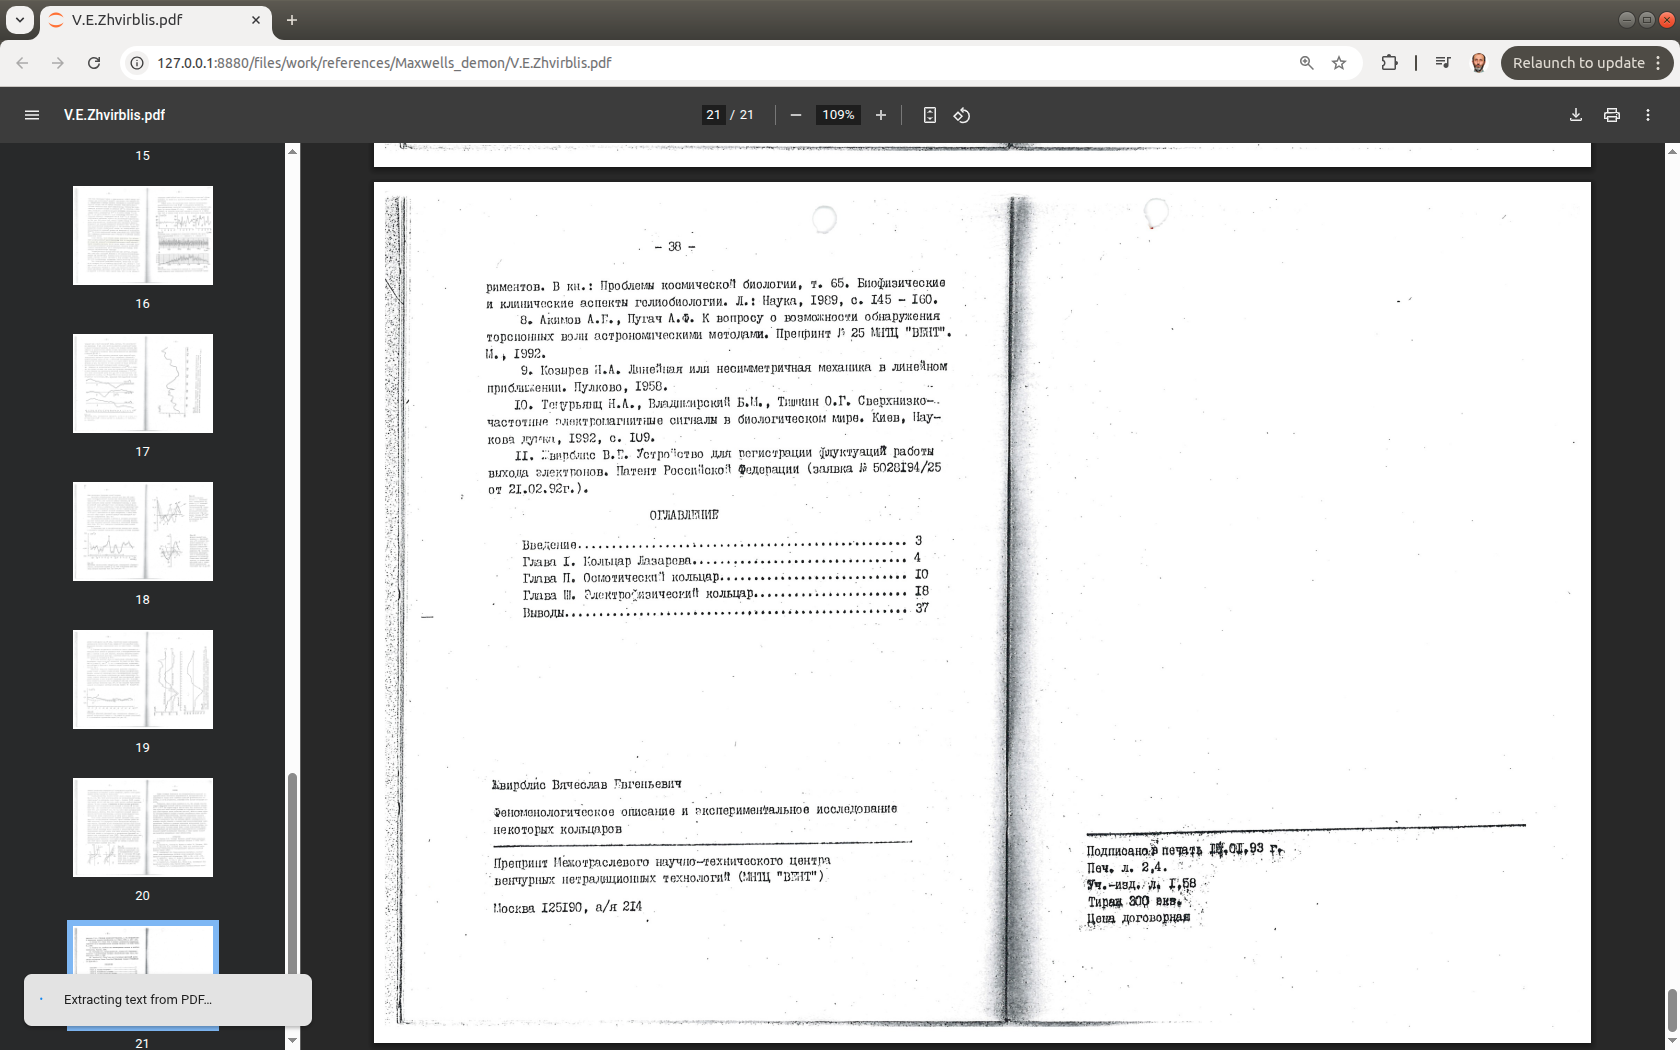 V.E.Zhvirblis.pdf
127.0.0.1:8880/files/work/references/Maxwells_demon/V.E.Zhvirblis.pdf
Relaunch to update
V.E.Zhvirblis.pdf
21 / 21
109%
15
16
17
18
19
20
21
Extracting text from PDF...
- 38 -
риментов. В кн.: Проблемы космической биологии, т. 65. Биофизические
и клинические аспекты гелиобиологии. Л.: Наука, 1989, с. 145 - 160.
8. Акимов А.Е., Пугач А.Ф. К вопросу о возможности обнаружения
торсионных волн астрономическими методами. Препринт № 25 МНТЦ "ВЕНТ".
М., 1992.
9. Козырев Н.А. Линейная или несимметричная механика в линейном
приближении. Пулково, 1958.
10. Темурьянц Н.А., Владимирский Б.М., Тишкин О.Г. Сверхнизко-
частотные электромагнитные сигналы в биологическом мире. Киев, Нау-
кова думка, 1992, с. 109.
11. Жвирблис В.Е. Устройство для регистрации флуктуаций работы
выхода электронов. Патент Российской Федерации (заявка № 5028194/25
от 21.02.92г.).
ОГЛАВЛЕНИЕ
Введение 3
Глава I. Кольцар Лазарева 4
Глава П. Осмотический кольцар 10
Глава Ш. Электрофизический кольцар 18
Выводы 37
Жвирблис Вячеслав Евгеньевич
Феноменологическое описание и экспериментальное исследование
некоторых кольцаров
Препринт Межотраслевого научно-технического центра
венчурных нетрадиционных технологий (МНТЦ "ВЕНТ")
Москва 125190, а/я 214
Подписано в печать .01.93 г.
Печ. л. 2,4.
Уч.-изд. л. 1,58
Тираж 300 экз.
Цена договорная